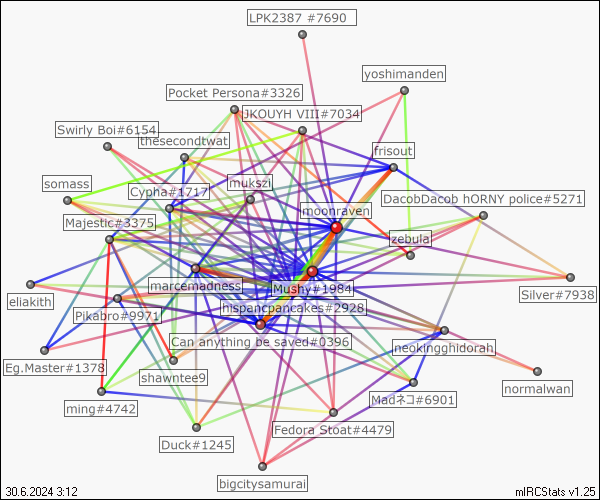 LPK2387 #7690
yoshimanden
Pocket Persona#3326
JKOUYH VIII#7034
Swirly Boi#6154
thesecondtwat
frisout
mukszi
Cypha#1717
somass
DacobDacob hORNY police#5271
moonraven
Majestic#3375
zebula
marcemadness
Mushy#1984
eliakith
Silver#7938
hispancpancakes#2928
Pikabro#9971
Can anything be saved#0396
neokingghidorah
Eg.Master#1378
shawntee9
normalwan
Madネコ#6901
ming#4742
Fedora Stoat#4479
Duck#1245
bigcitysamurai
30.6.2024 3:12
mIRCStats v1.25